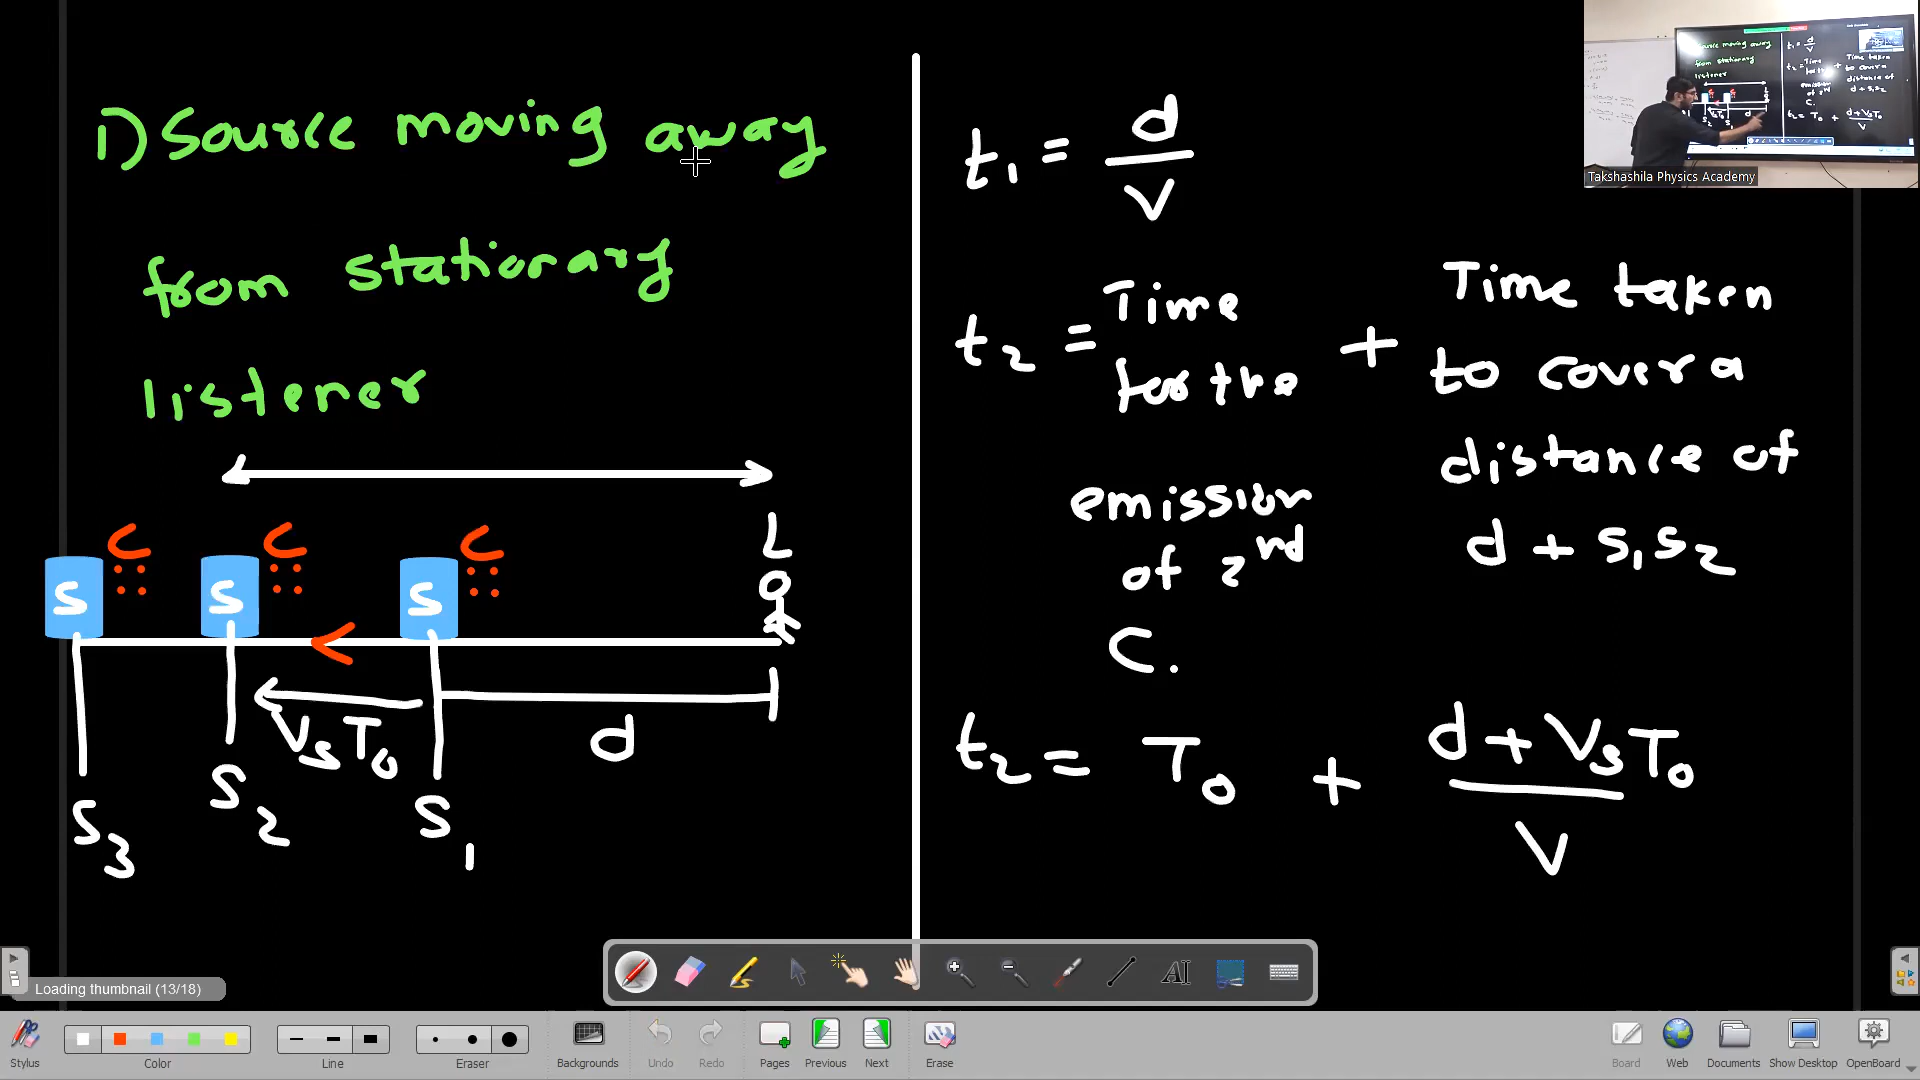 1) Source moving away
from stationary
listener
C C C
S S S
L
VsT0 d
S3 S2 S1
t1 = d/V
t2 = Time for the emission of 2nd C. + Time taken to cover a distance of d + S1S2
t2 = T0 + (d + VsT0)/V
Takshashila Physics Academy
Loading thumbnail (13/18)
Stylus Color Line Eraser Backgrounds Undo Redo Pages Previous Next Erase Board Web Documents Show Desktop OpenBoard